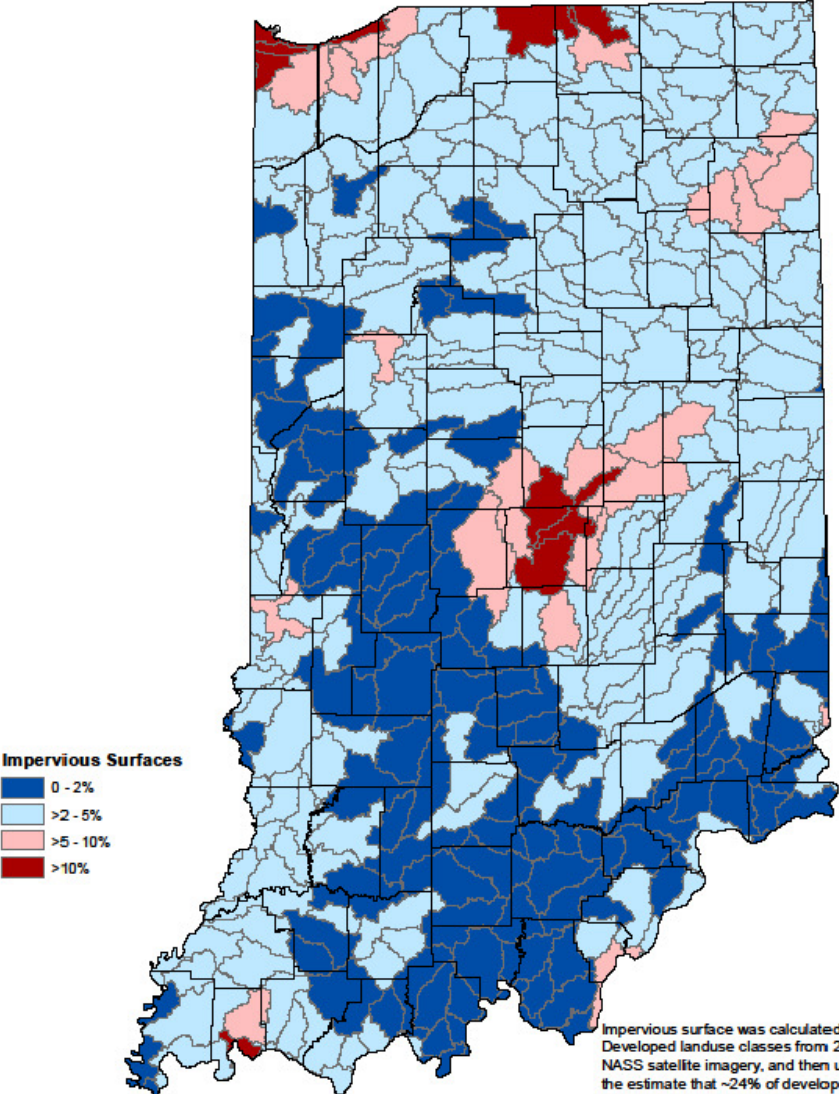 Impervious Surfaces
0 - 2%
>2 - 5%
>5 - 10%
>10%
Impervious surface was calculated
Developed landuse classes from 2
NASS satellite imagery, and then u
the estimate that ~24% of develop